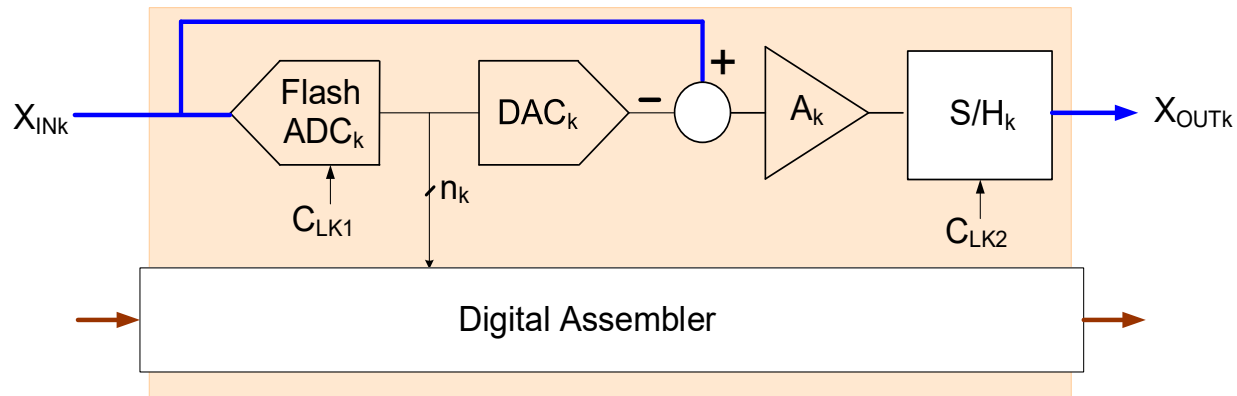 X_INk
Flash
ADC_k
C_LK1
n_k
DAC_k
−
+
A_k
S/H_k
C_LK2
X_OUTk
Digital Assembler